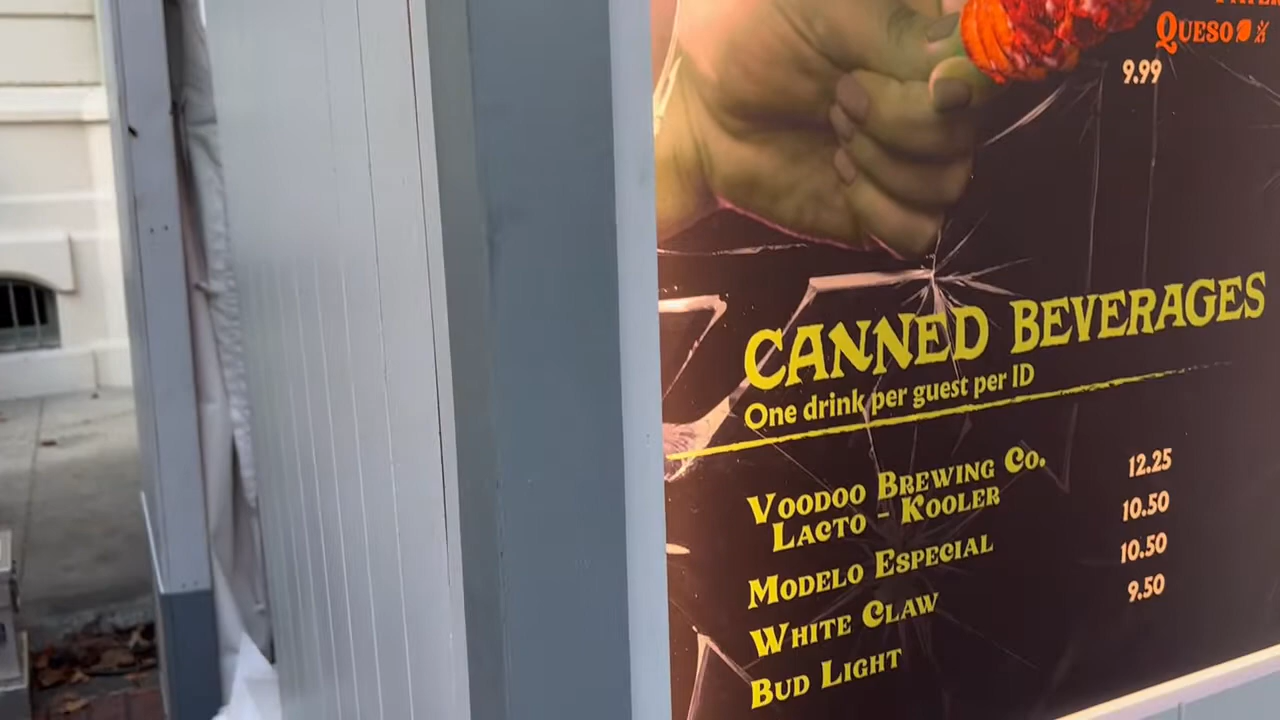 Queso
9.99
Canned Beverages
One drink per guest per ID
Voodoo Brewing Co.
Lacto - Kooler
12.25
Modelo Especial
10.50
White Claw
10.50
Bud Light
9.50